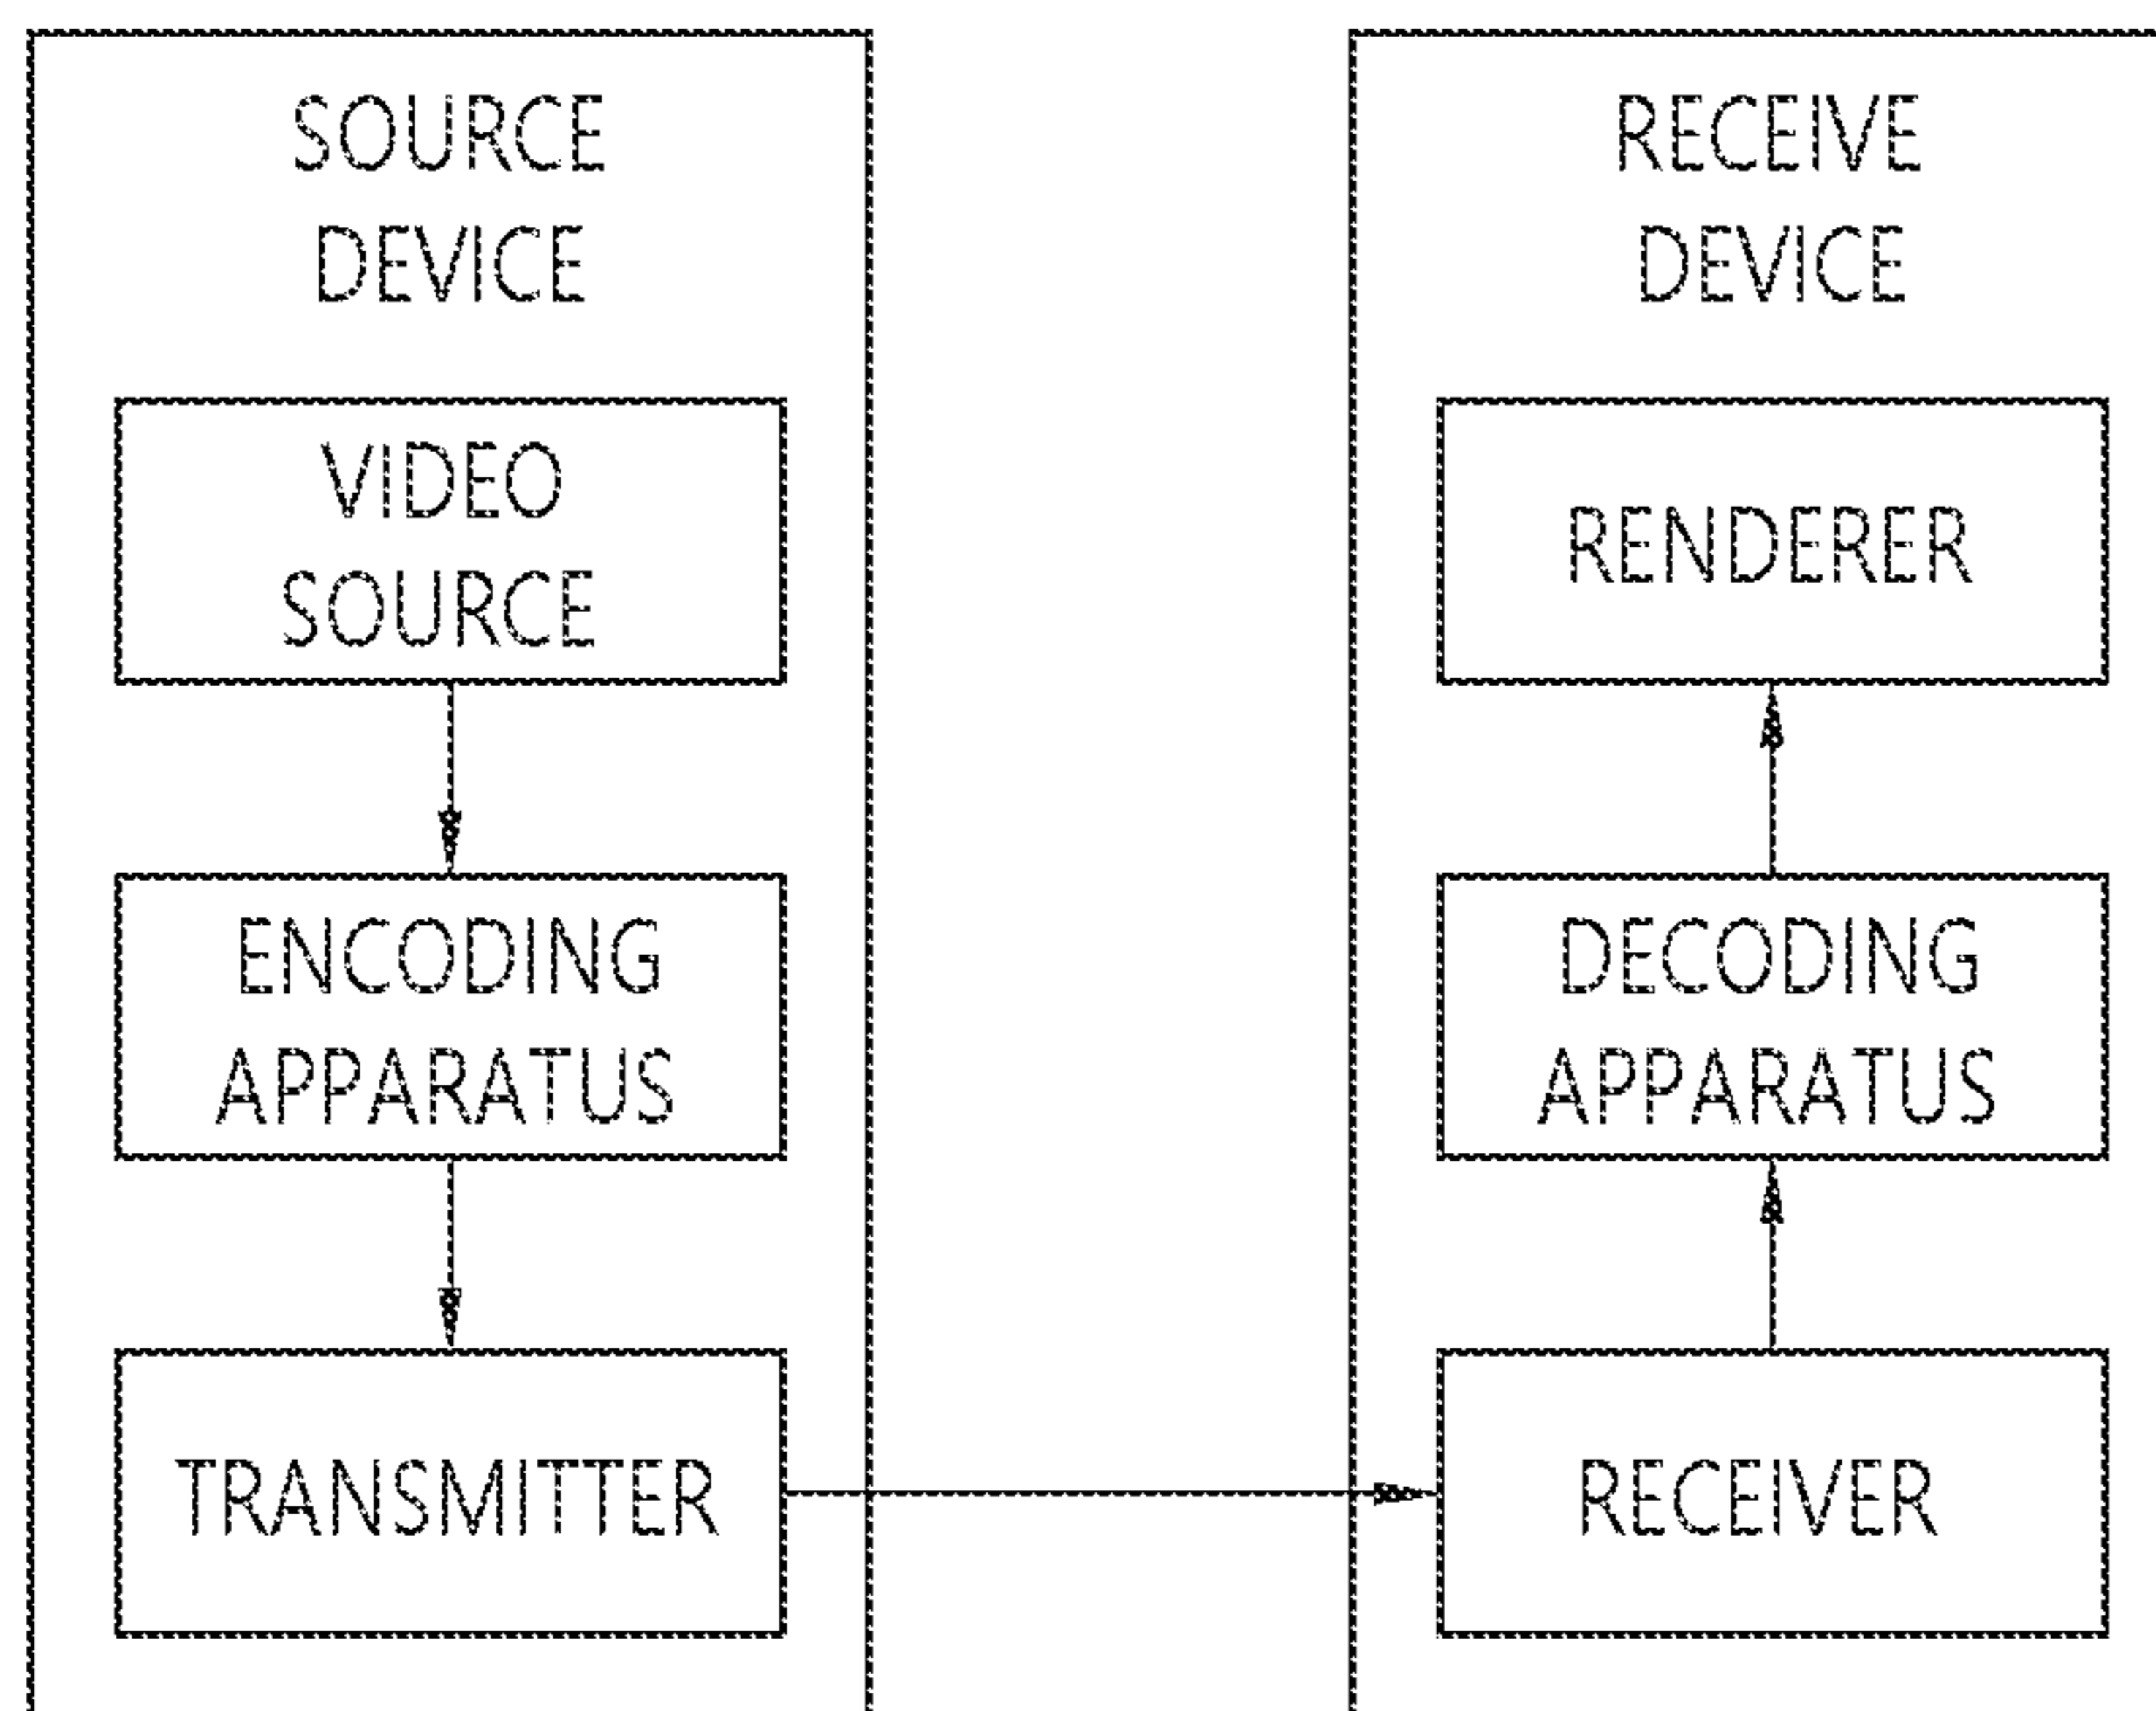 SOURCE
DEVICE
VIDEO
SOURCE
ENCODING
APPARATUS
TRANSMITTER
RECEIVE
DEVICE
RENDERER
DECODING
APPARATUS
RECEIVER